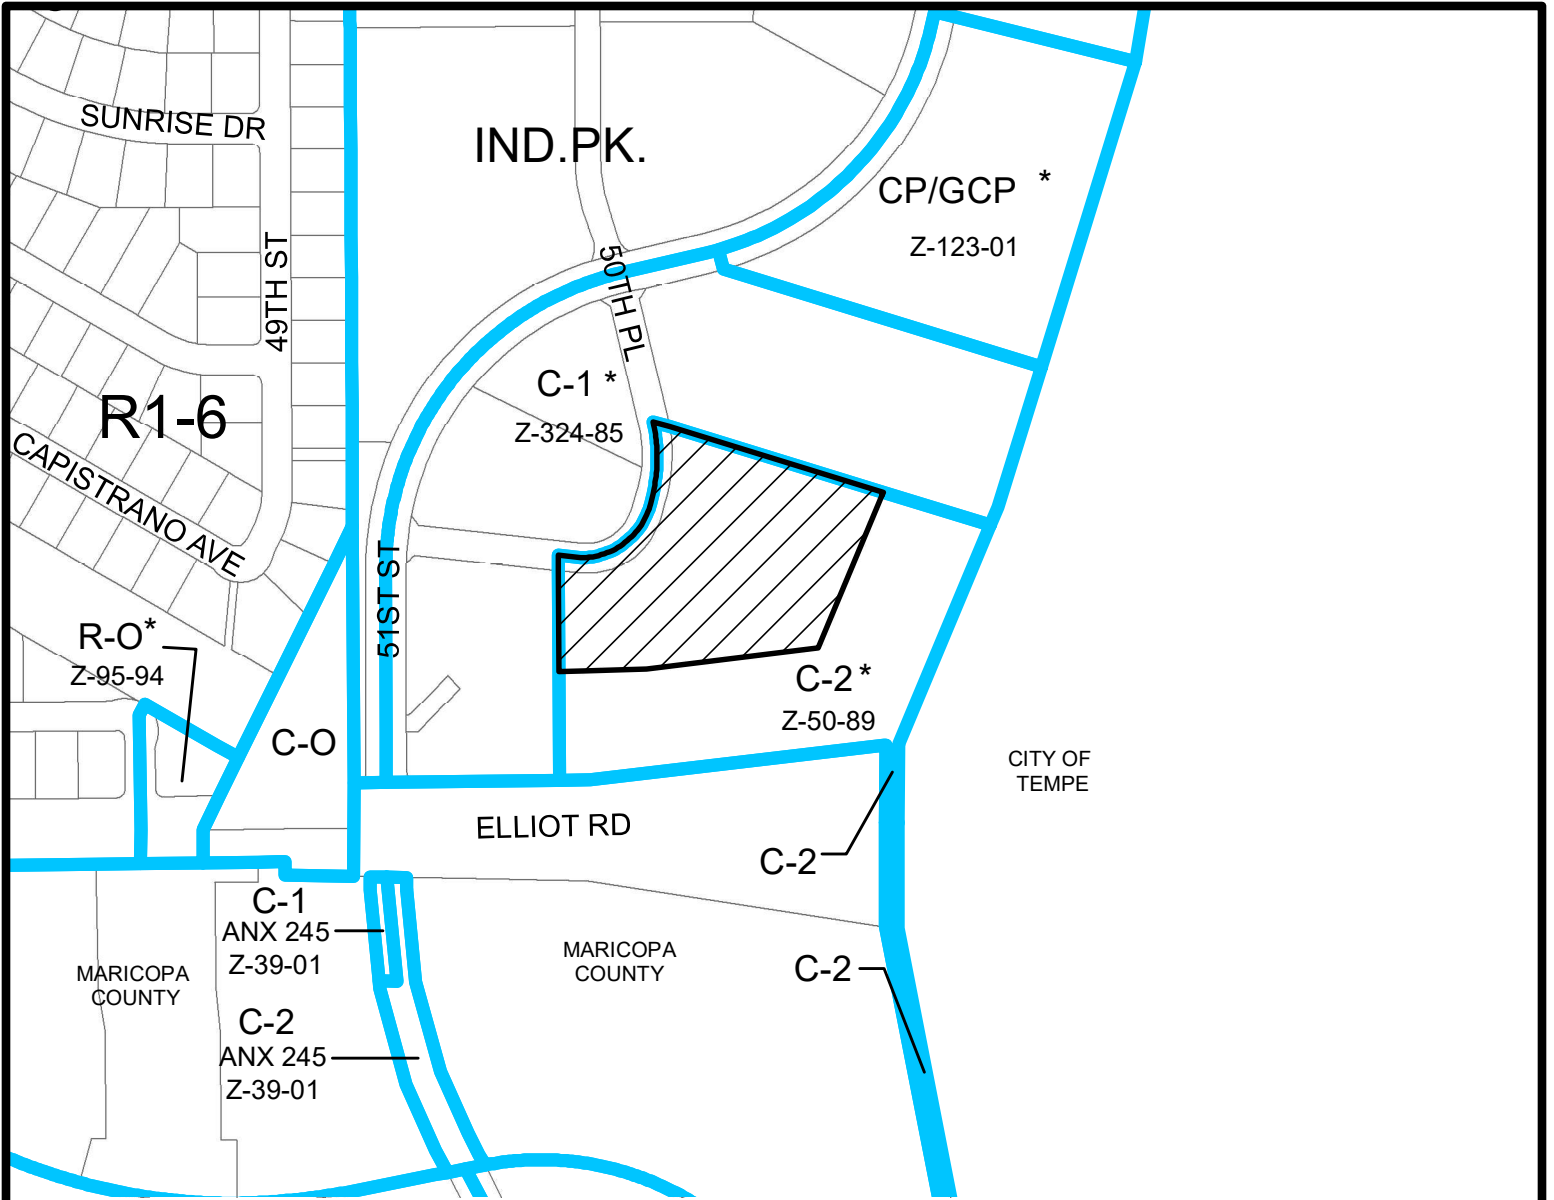 SUNRISE DR
IND.PK.
CP/GCP *
Z-123-01
49TH ST
50TH PL
C-1 *
Z-324-85
R1-6
CAPISTRANO AVE
51ST ST
R-O*
Z-95-94
C-2 *
Z-50-89
C-O
CITY OF
TEMPE
ELLIOT RD
C-2
C-1
ANX 245
Z-39-01
MARICOPA
COUNTY
MARICOPA
COUNTY
C-2
C-2
ANX 245
Z-39-01